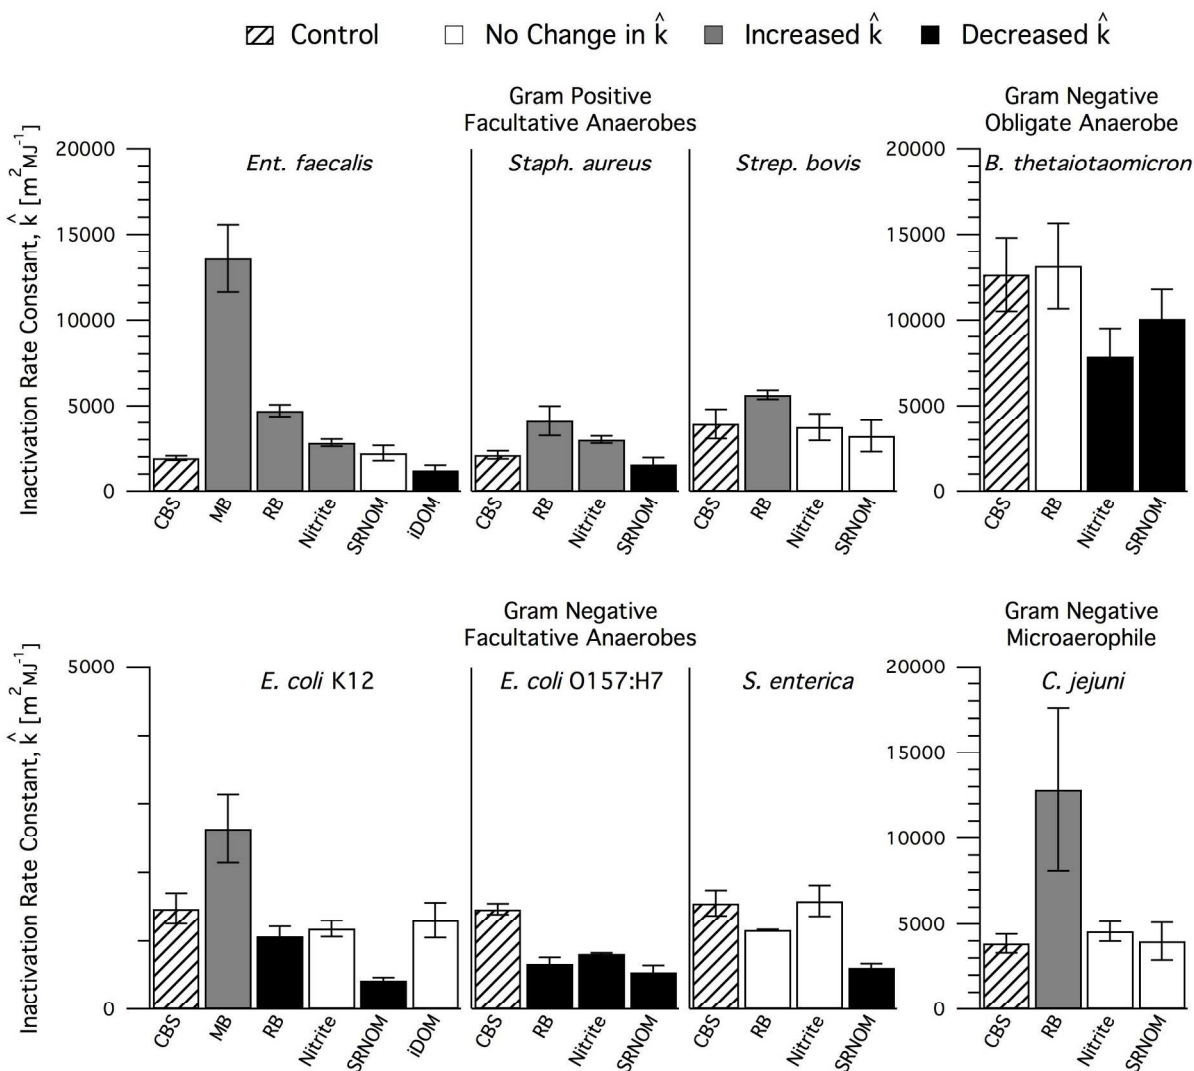 Control No Change in k̂ Increased k̂ Decreased k̂
Gram Positive
Facultative Anaerobes
Gram Negative
Obligate Anaerobe
Inactivation Rate Constant, k̂ [m²MJ⁻¹]
20000
15000
10000
5000
0
Ent. faecalis
CBS
MB
RB
Nitrite
SRNOM
iDOM
Staph. aureus
CBS
RB
Nitrite
SRNOM
Strep. bovis
CBS
RB
Nitrite
SRNOM
20000
15000
10000
5000
0
B. thetaiotaomicron
CBS
RB
Nitrite
SRNOM
Gram Negative
Facultative Anaerobes
Gram Negative
Microaerophile
Inactivation Rate Constant, k̂ [m²MJ⁻¹]
5000
0
E. coli K12
CBS
MB
RB
Nitrite
SRNOM
iDOM
E. coli O157:H7
CBS
RB
Nitrite
SRNOM
S. enterica
CBS
RB
Nitrite
SRNOM
20000
15000
10000
5000
0
C. jejuni
CBS
RB
Nitrite
SRNOM